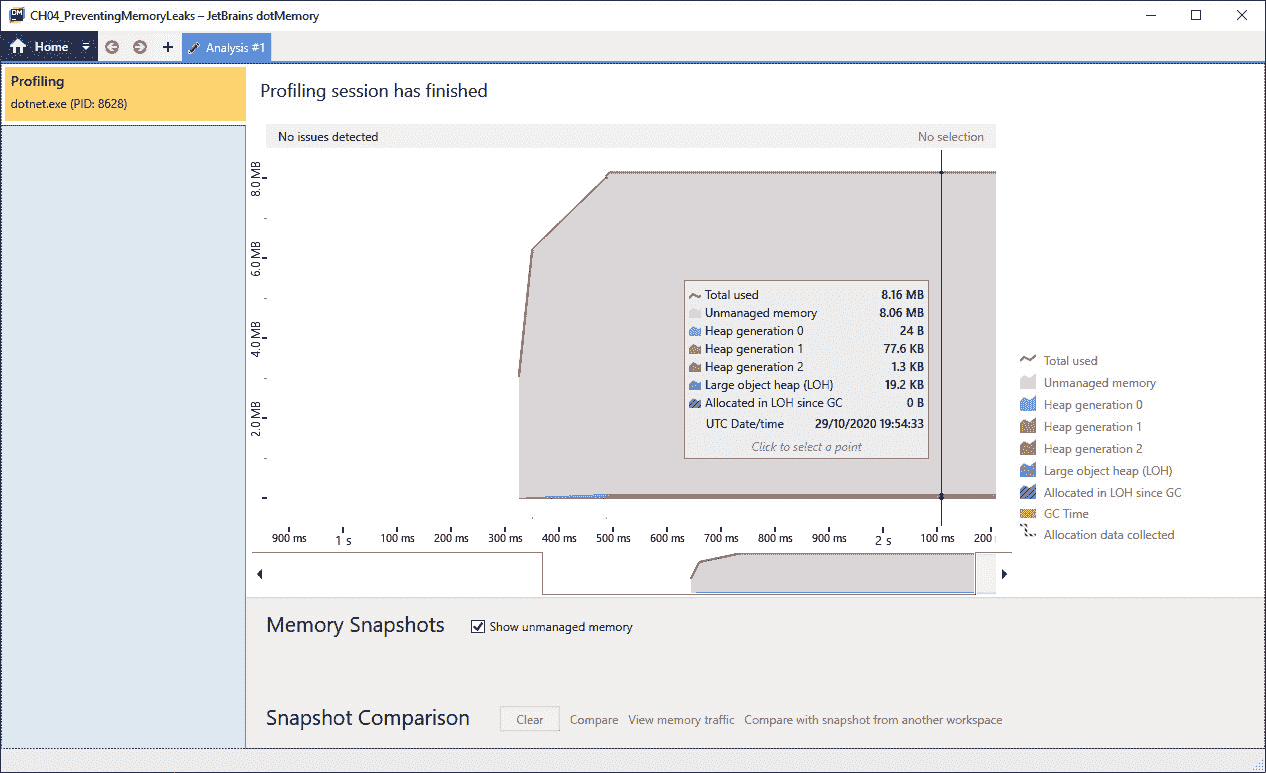 DM CH04_PreventingMemoryLeaks – JetBrains dotMemory
Home Analysis #1
Profiling
dotnet.exe (PID: 8628)
Profiling session has finished
No issues detected No selection
8.0 MB
6.0 MB
4.0 MB
2.0 MB
Total used 8.16 MB
Unmanaged memory 8.06 MB
Heap generation 0 24 B
Heap generation 1 77.6 KB
Heap generation 2 1.3 KB
Large object heap (LOH) 19.2 KB
Allocated in LOH since GC 0 B
UTC Date/time 29/10/2020 19:54:33
Click to select a point
Total used
Unmanaged memory
Heap generation 0
Heap generation 1
Heap generation 2
Large object heap (LOH)
Allocated in LOH since GC
GC Time
Allocation data collected
900 ms 1 s 100 ms 200 ms 300 ms 400 ms 500 ms 600 ms 700 ms 800 ms 900 ms 2 s 100 ms 200
Memory Snapshots Show unmanaged memory
Snapshot Comparison Clear Compare View memory traffic Compare with snapshot from another workspace